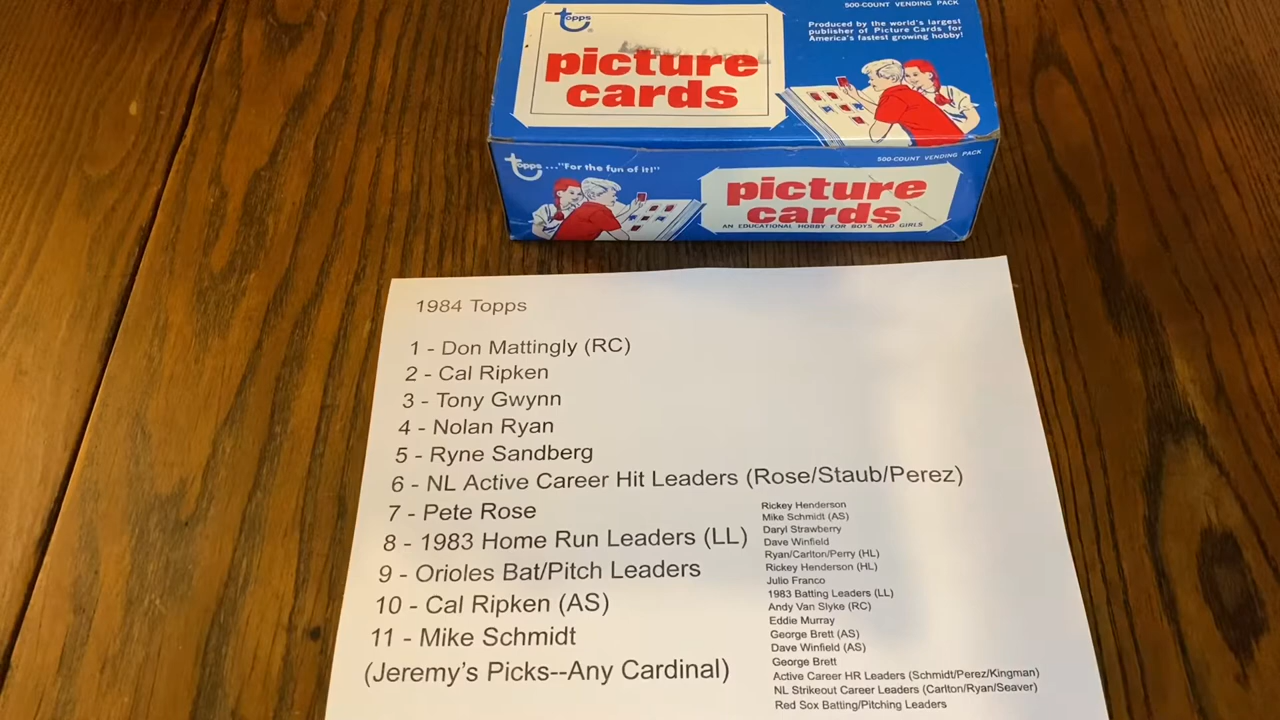 500-COUNT VENDING PACK
topps
Produced by the world's largest
publisher of Picture Cards for
America's fastest growing hobby!
picture
cards
topps ..."For the fun of it!"
500-COUNT VENDING PACK
picture
cards
AN EDUCATIONAL HOBBY FOR BOYS AND GIRLS
1984 Topps
1 - Don Mattingly (RC)
2 - Cal Ripken
3 - Tony Gwynn
4 - Nolan Ryan
5 - Ryne Sandberg
6 - NL Active Career Hit Leaders (Rose/Staub/Perez)
7 - Pete Rose
8 - 1983 Home Run Leaders (LL)
9 - Orioles Bat/Pitch Leaders
10 - Cal Ripken (AS)
11 - Mike Schmidt
(Jeremy's Picks--Any Cardinal)
Rickey Henderson
Mike Schmidt (AS)
Daryl Strawberry
Dave Winfield
Ryan/Carlton/Perry (HL)
Rickey Henderson (HL)
Julio Franco
1983 Batting Leaders (LL)
Andy Van Slyke (RC)
Eddie Murray
George Brett (AS)
Dave Winfield (AS)
George Brett
Active Career HR Leaders (Schmidt/Perez/Kingman)
NL Strikeout Career Leaders (Carlton/Ryan/Seaver)
Red Sox Batting/Pitching Leaders